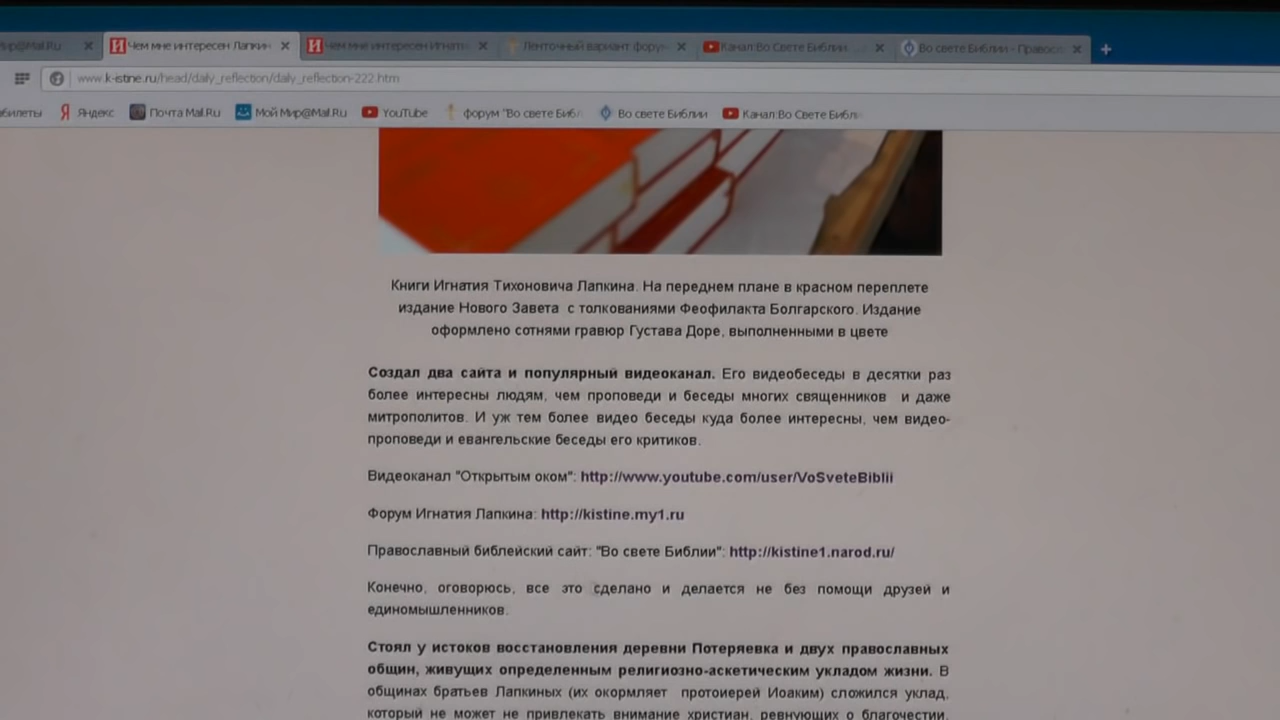 Мир@Mail.Ru
Чем мне интересен Лапкин
Чем мне интересен Игнати
Ленточный вариант форум
Канал:Во Свете Библии
Во свете Библии - Правосл
www.k-istine.ru/head/daily_reflection/daily_reflection-222.htm
Яндекс
Почта Mail.Ru
Мой Мир@Mail.Ru
YouTube
форум "Во свете Библ
Во свете Библии
Канал:Во Свете Библи
Книги Игнатия Тихоновича Лапкина. На переднем плане в красном переплете
издание Нового Завета с толкованиями Феофилакта Болгарского. Издание
оформлено сотнями гравюр Густава Доре, выполненными в цвете
Создал два сайта и популярный видеоканал. Его видеобеседы в десятки раз
более интересны людям, чем проповеди и беседы многих священников и даже
митрополитов. И уж тем более видео беседы куда более интересны, чем видео-
проповеди и евангельские беседы его критиков.
Видеоканал "Открытым оком": http://www.youtube.com/user/VoSveteBiblii
Форум Игнатия Лапкина: http://kistine.my1.ru
Православный библейский сайт: "Во свете Библии": http://kistine1.narod.ru/
Конечно, оговорюсь, все это сделано и делается не без помощи друзей и
единомышленников.
Стоял у истоков восстановления деревни Потеряевка и двух православных
общин, живущих определенным религиозно-аскетическим укладом жизни. В
общинах братьев Лапкиных (их окормляет протоиерей Иоаким) сложился уклад,
который не может не привлекать внимание христиан, ревнующих о благочестии.